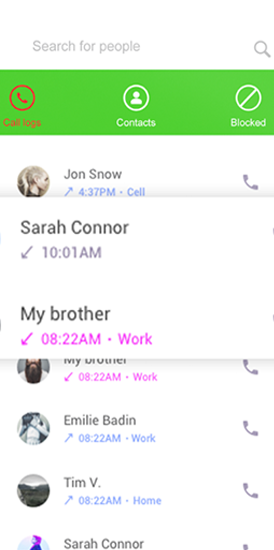 Search for people
Call logs
Contacts
Blocked
Jon Snow
4:37PM • Cell
Sarah Connor
10:01AM
My brother
08:22AM • Work
My brother
08:22AM • Work
Emilie Badin
08:22AM • Work
Tim V.
08:22AM • Home
Sarah Connor